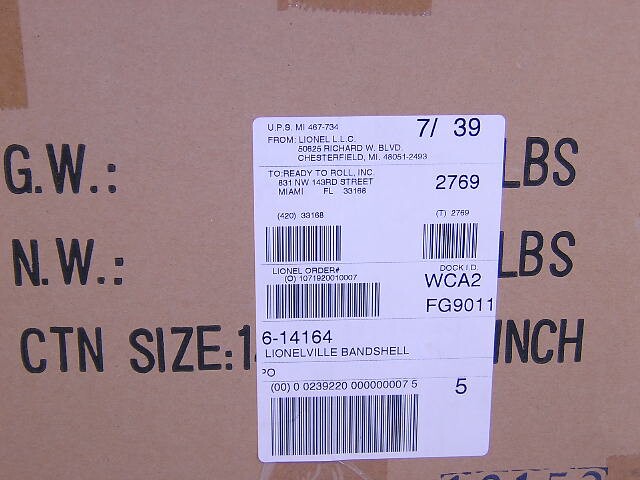 U.P.S. MI 467-734
7/ 39
FROM: LIONEL L.L.C.
50625 RICHARD W. BLVD.
CHESTERFIELD, MI. 48051-2493
TO:READY TO ROLL, INC.
831 NW 143RD STREET
MIAMI FL 33168
2769
(420) 33168
(T) 2769
G.W.: LBS
N.W.: LBS
LIONEL ORDER#
(O) 1071920010007
DOCK I.D.
WCA2
FG9011
6-14164
LIONELVILLE BANDSHELL
CTN SIZE:1 INCH
PO
(00) 0 0239220 000000007 5
5